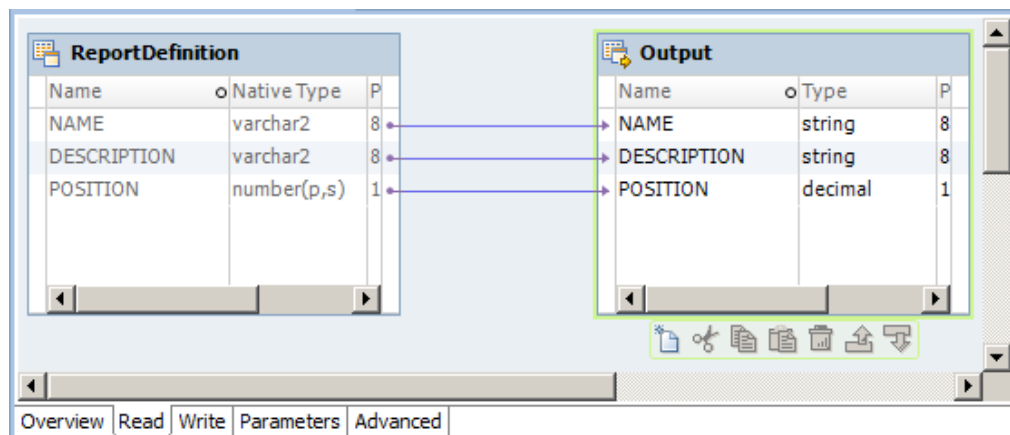 ReportDefinition Output
Name Native Type P Name Type P
NAME varchar2 8 NAME string 8
DESCRIPTION varchar2 8 DESCRIPTION string 8
POSITION number(p,s) 1 POSITION decimal 1
Overview Read Write Parameters Advanced